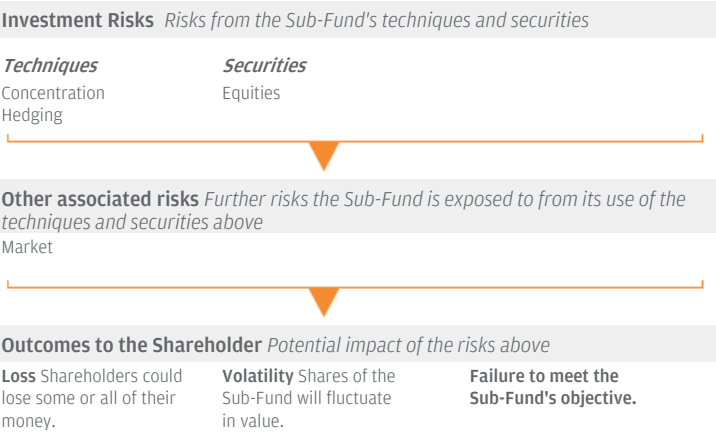 Investment Risks Risks from the Sub-Fund's techniques and securities
Techniques
Concentration
Hedging
Securities
Equities
Other associated risks Further risks the Sub-Fund is exposed to from its use of the
techniques and securities above
Market
Outcomes to the Shareholder Potential impact of the risks above
Loss Shareholders could
lose some or all of their
money.
Volatility Shares of the
Sub-Fund will fluctuate
in value.
Failure to meet the
Sub-Fund's objective.